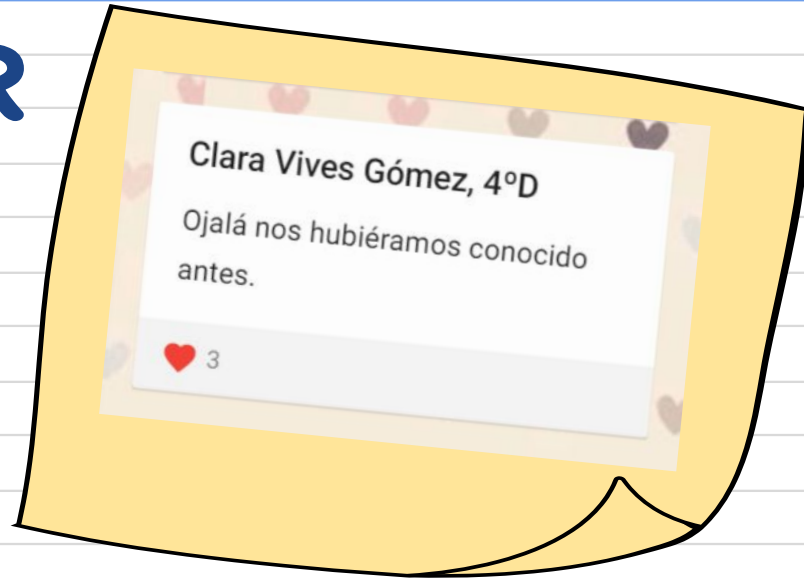 R
Clara Vives Gómez, 4ºD
Ojalá nos hubiéramos conocido
antes.
3